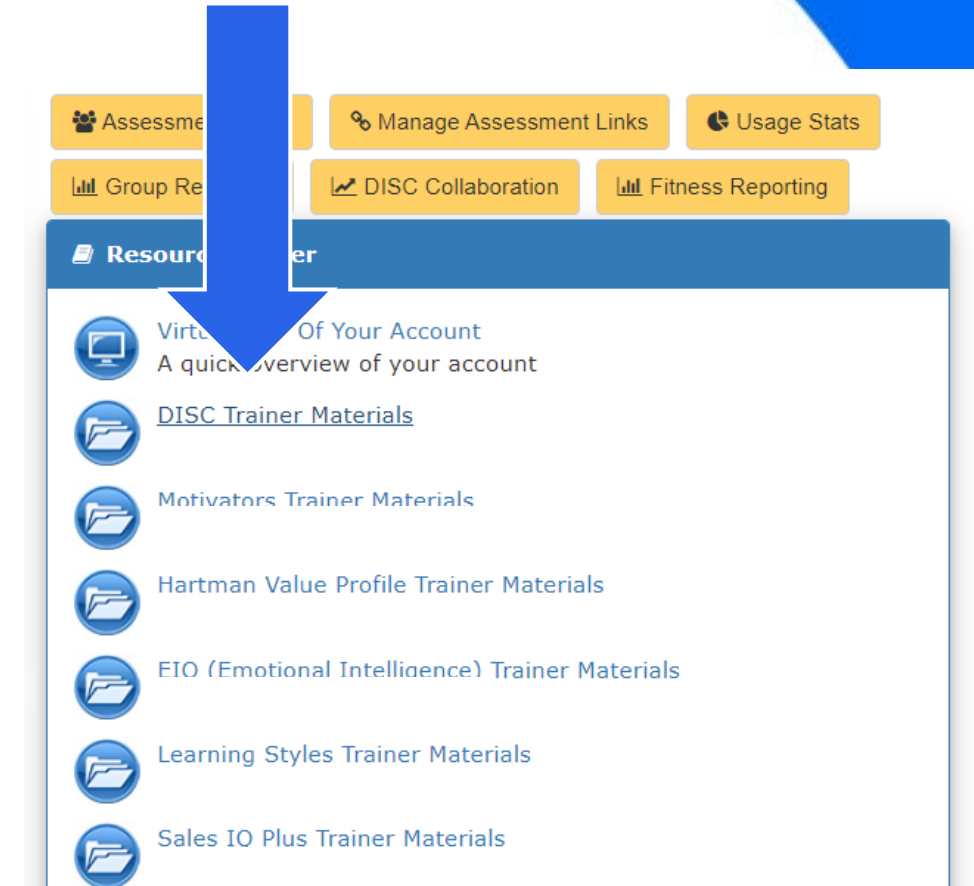 Assessme
Manage Assessment Links
Usage Stats
Group Re
DISC Collaboration
Fitness Reporting
Resour er
Virtu Of Your Account
A quick overview of your account
DISC Trainer Materials
Motivators Trainer Materials
Hartman Value Profile Trainer Materials
EIQ (Emotional Intelligence) Trainer Materials
Learning Styles Trainer Materials
Sales IQ Plus Trainer Materials